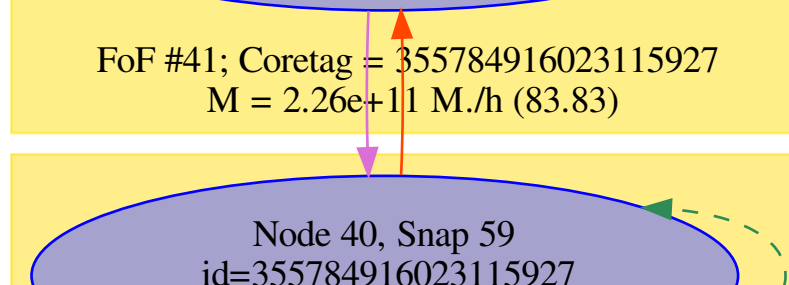 FoF #41; Coretag = 355784916023115927
M = 2.26e+11 M./h (83.83)
Node 40, Snap 59
id=355784916023115927